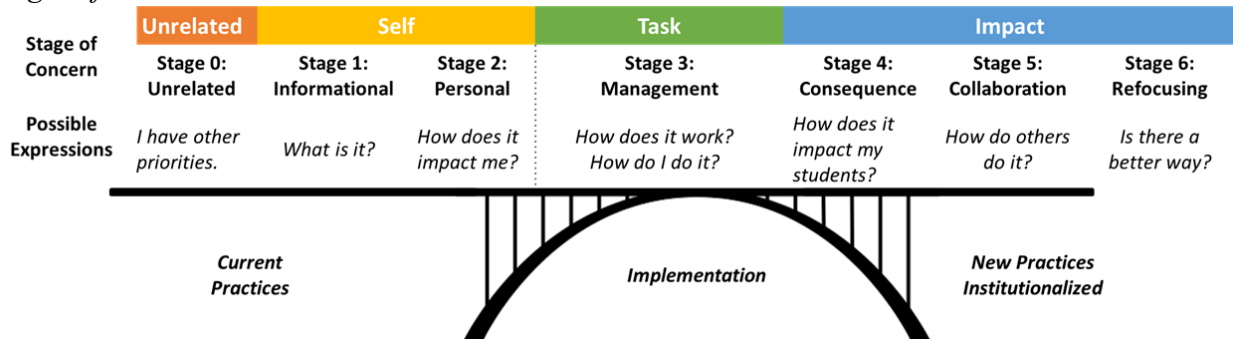 Unrelated Self Task Impact
Stage of
Concern
Stage 0:
Unrelated
Stage 1:
Informational
Stage 2:
Personal
Stage 3:
Management
Stage 4:
Consequence
Stage 5:
Collaboration
Stage 6:
Refocusing
Possible
Expressions
I have other
priorities.
What is it?
How does it
impact me?
How does it work?
How do I do it?
How does it
impact my
students?
How do others
do it?
Is there a
better way?
Current
Practices
Implementation
New Practices
Institutionalized